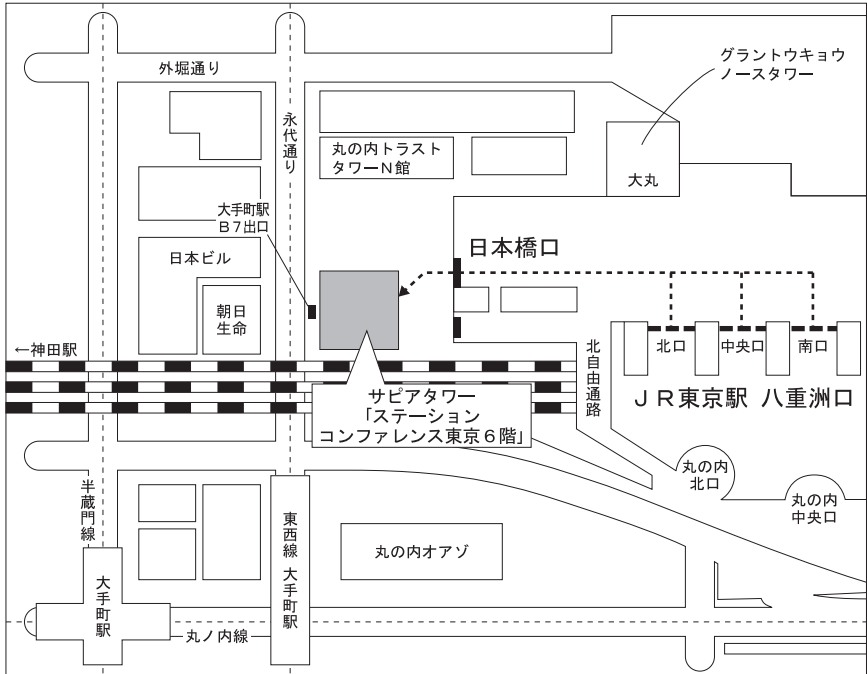 外堀通り
永代通り
グラントウキョウ
ノースタワー
丸の内トラスト
タワーN館
大丸
大手町駅
B7出口
日本ビル
日本橋口
朝日
生命
←神田駅
北口
中央口
南口
北自由通路
JR東京駅 八重洲口
サピアタワー
「ステーション
コンファレンス東京6階」
丸の内
北口
丸の内
中央口
半蔵門線
東西線 大手町駅
丸の内オアゾ
大手町駅
丸ノ内線